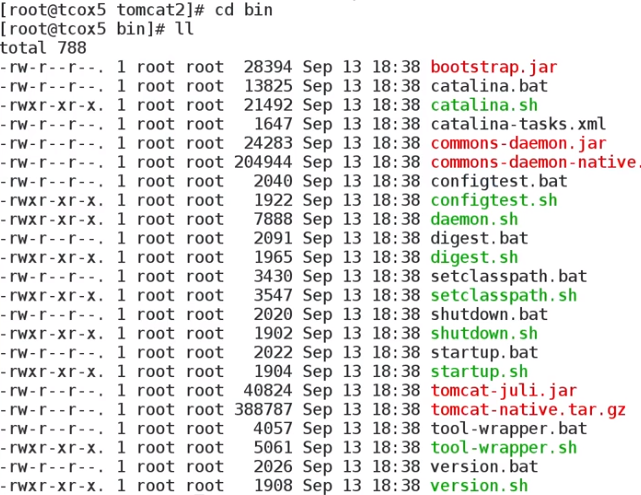 [root@tcox5 tomcat2]# cd bin
[root@tcox5 bin]# ll
total 788
-rw-r--r--. 1 root root  28394 Sep 13 18:38 bootstrap.jar
-rw-r--r--. 1 root root  13825 Sep 13 18:38 catalina.bat
-rwxr-xr-x. 1 root root  21492 Sep 13 18:38 catalina.sh
-rw-r--r--. 1 root root   1647 Sep 13 18:38 catalina-tasks.xml
-rw-r--r--. 1 root root  24283 Sep 13 18:38 commons-daemon.jar
-rw-r--r--. 1 root root 204944 Sep 13 18:38 commons-daemon-native.
-rw-r--r--. 1 root root   2040 Sep 13 18:38 configtest.bat
-rwxr-xr-x. 1 root root   1922 Sep 13 18:38 configtest.sh
-rwxr-xr-x. 1 root root   7888 Sep 13 18:38 daemon.sh
-rw-r--r--. 1 root root   2091 Sep 13 18:38 digest.bat
-rwxr-xr-x. 1 root root   1965 Sep 13 18:38 digest.sh
-rw-r--r--. 1 root root   3430 Sep 13 18:38 setclasspath.bat
-rwxr-xr-x. 1 root root   3547 Sep 13 18:38 setclasspath.sh
-rw-r--r--. 1 root root   2020 Sep 13 18:38 shutdown.bat
-rwxr-xr-x. 1 root root   1902 Sep 13 18:38 shutdown.sh
-rw-r--r--. 1 root root   2022 Sep 13 18:38 startup.bat
-rwxr-xr-x. 1 root root   1904 Sep 13 18:38 startup.sh
-rw-r--r--. 1 root root  40824 Sep 13 18:38 tomcat-juli.jar
-rw-r--r--. 1 root root 388787 Sep 13 18:38 tomcat-native.tar.gz
-rw-r--r--. 1 root root   4057 Sep 13 18:38 tool-wrapper.bat
-rwxr-xr-x. 1 root root   5061 Sep 13 18:38 tool-wrapper.sh
-rw-r--r--. 1 root root   2026 Sep 13 18:38 version.bat
-rwxr-xr-x. 1 root root   1908 Sep 13 18:38 version.sh